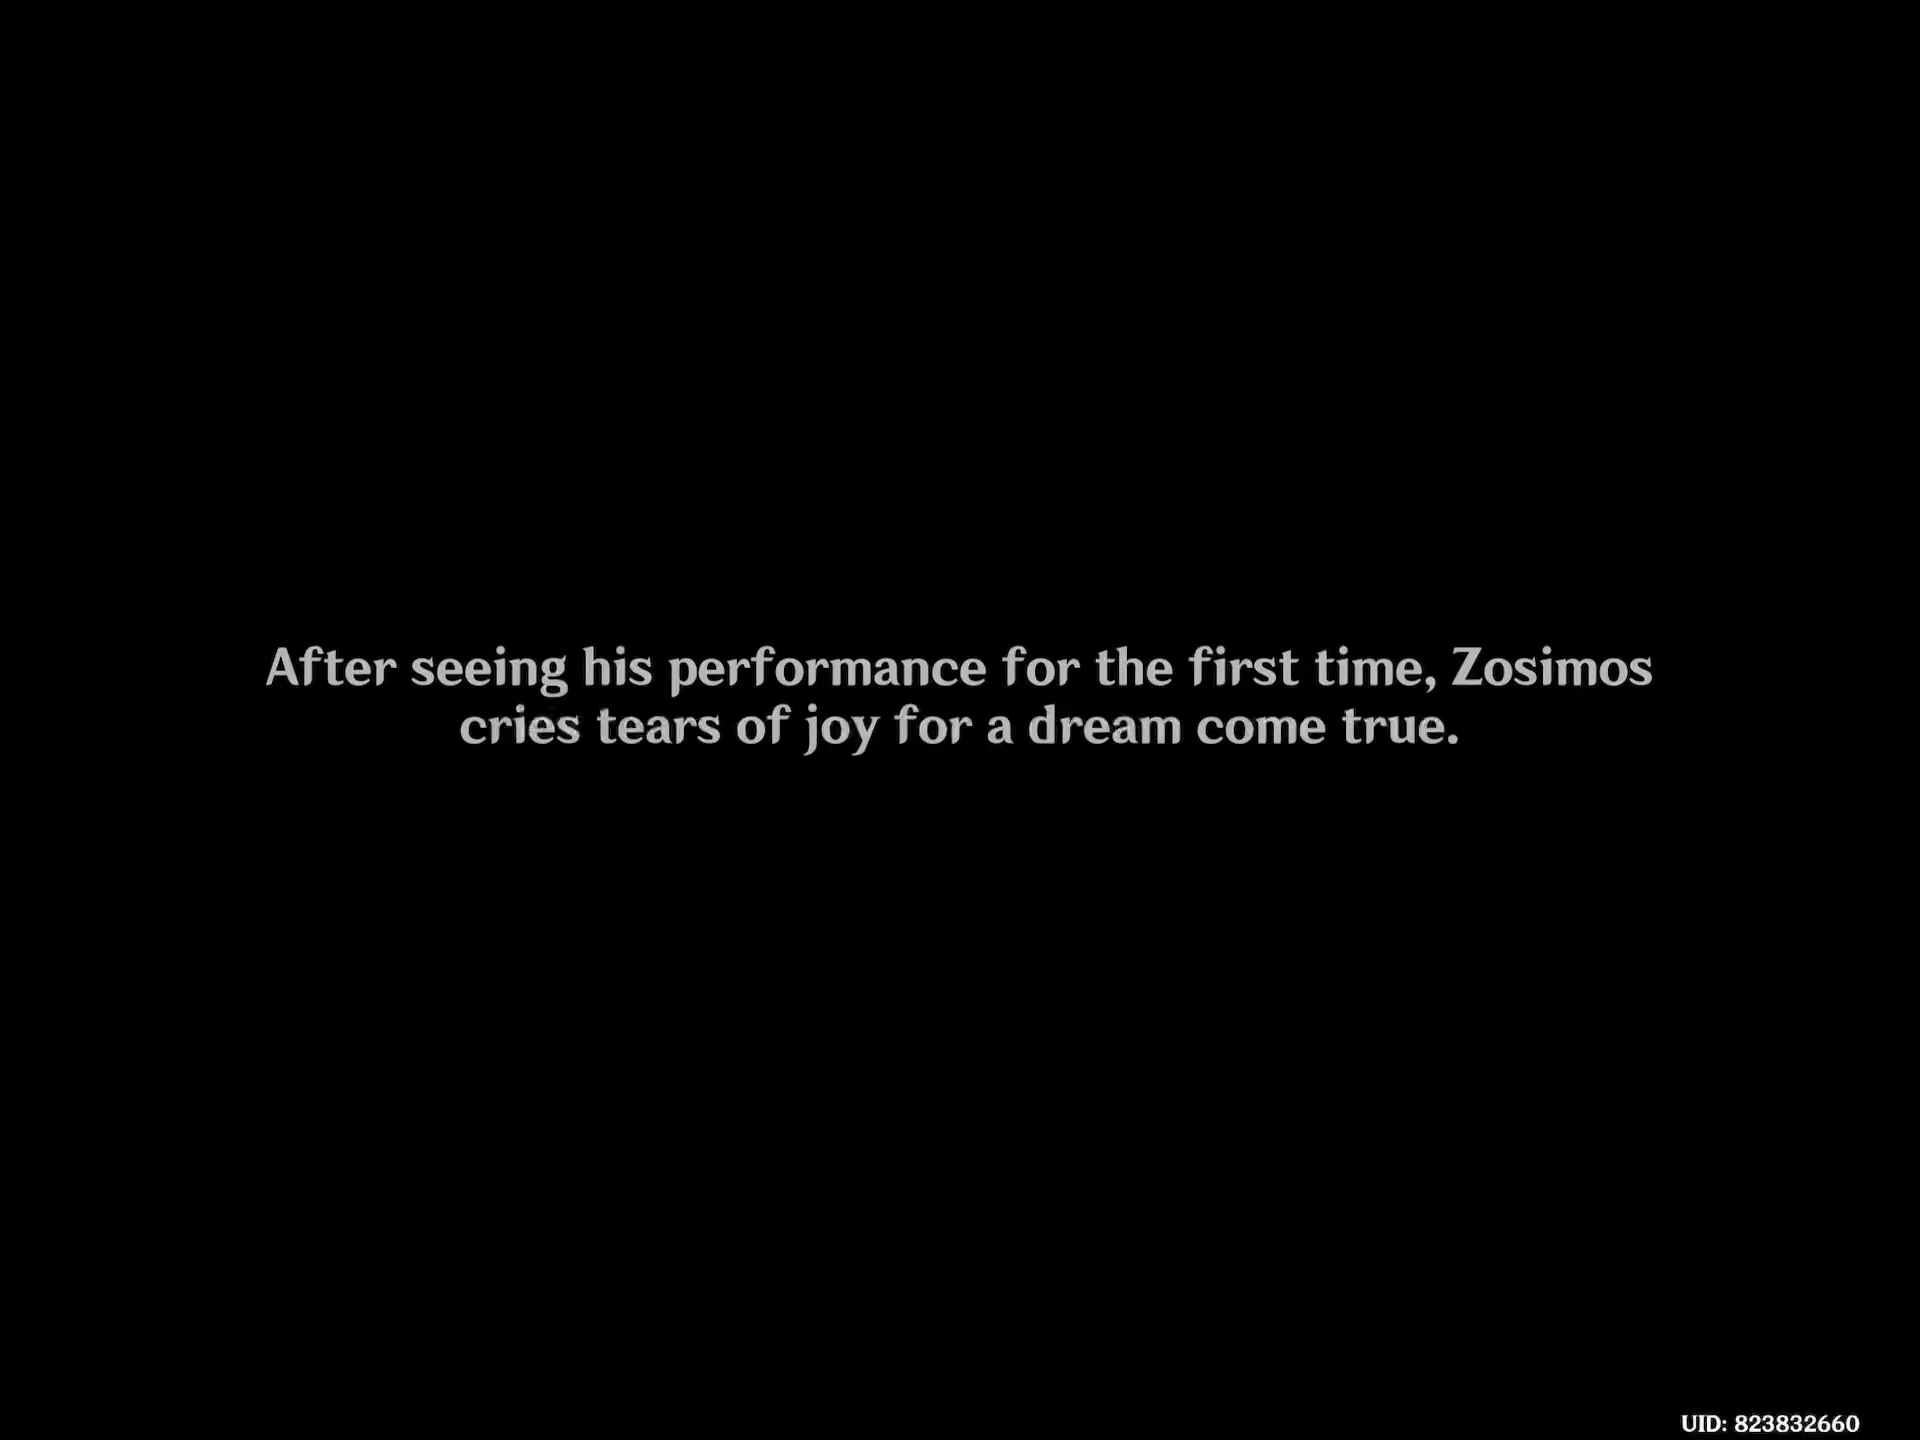 After seeing his performance for the first time, Zosimos
cries tears of joy for a dream come true.
UID: 823832660